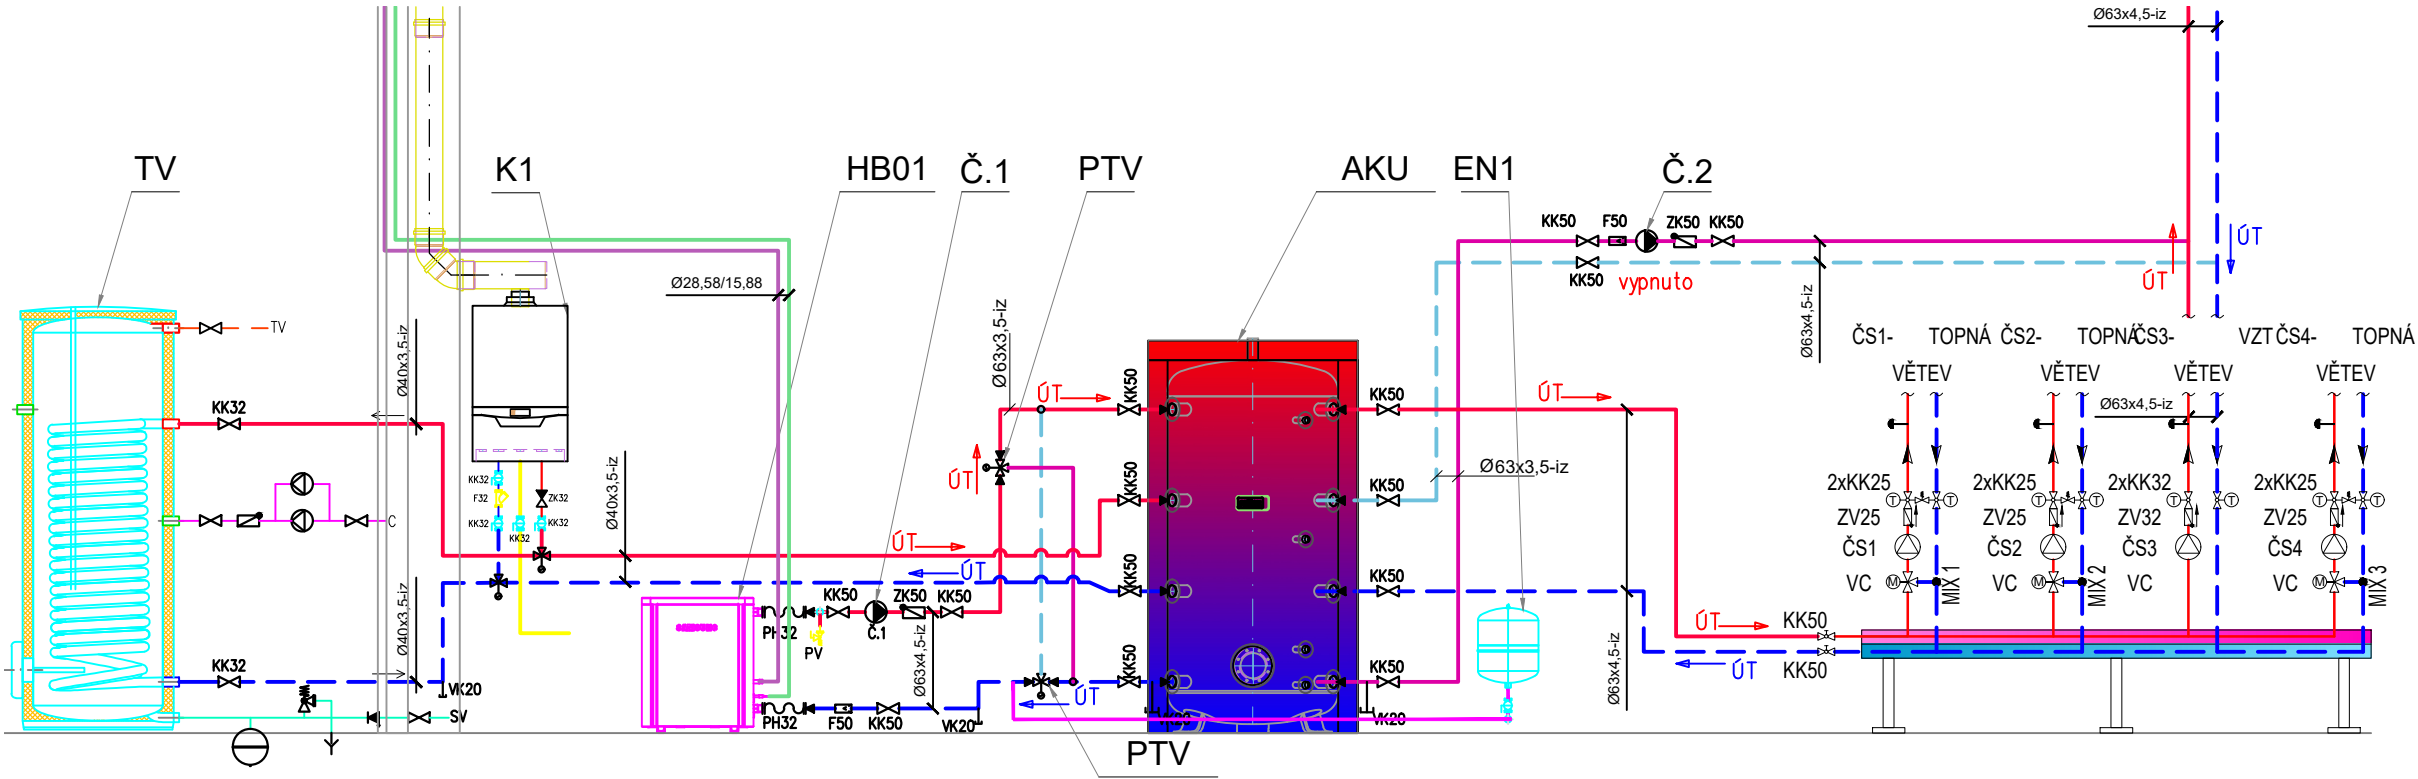 Ø63x4,5-iz
TV
K1
HB01
Č.1
PTV
AKU
EN1
Č.2
KK50
F50
ZK50
KK50
KK50
vypnuto
ÚT
ÚT
Ø63x4,5-iz
Ø28,58/15,88
Ø63x3,5-iz
Ø40x3,5-iz
TV
KK32
C
KK32
F32
KK32
KK32
ZK32
KK32
Ø40x3,5-iz
ÚT
ÚT
Ø40x3,5-iz
KK32
VK20
SV
SAMSUNG
PH32
PV
KK50
Č.1
ZK50
KK50
Ø63x4,5-iz
PH32
F50
KK50
VK20
ÚT
ÚT
ÚT
PTV
KK50
KK50
KK50
KK50
VK20
VK20
KK50
KK50
KK50
KK50
ÚT
Ø63x3,5-iz
Ø63x4,5-iz
ÚT
ÚT
KK50
KK50
ČS1-
TOPNÁ
VĚTEV
ČS2-
TOPNÁ
VĚTEV
ČS3-
VZT
VĚTEV
ČS4-
TOPNÁ
VĚTEV
Ø63x4,5-iz
2xKK25
ZV25
ČS1
VC
M
T
T
MIX 1
2xKK25
ZV25
ČS2
VC
M
T
T
MIX 2
2xKK32
ZV32
ČS3
VC
T
T
2xKK25
ZV25
ČS4
VC
M
T
T
MIX 3